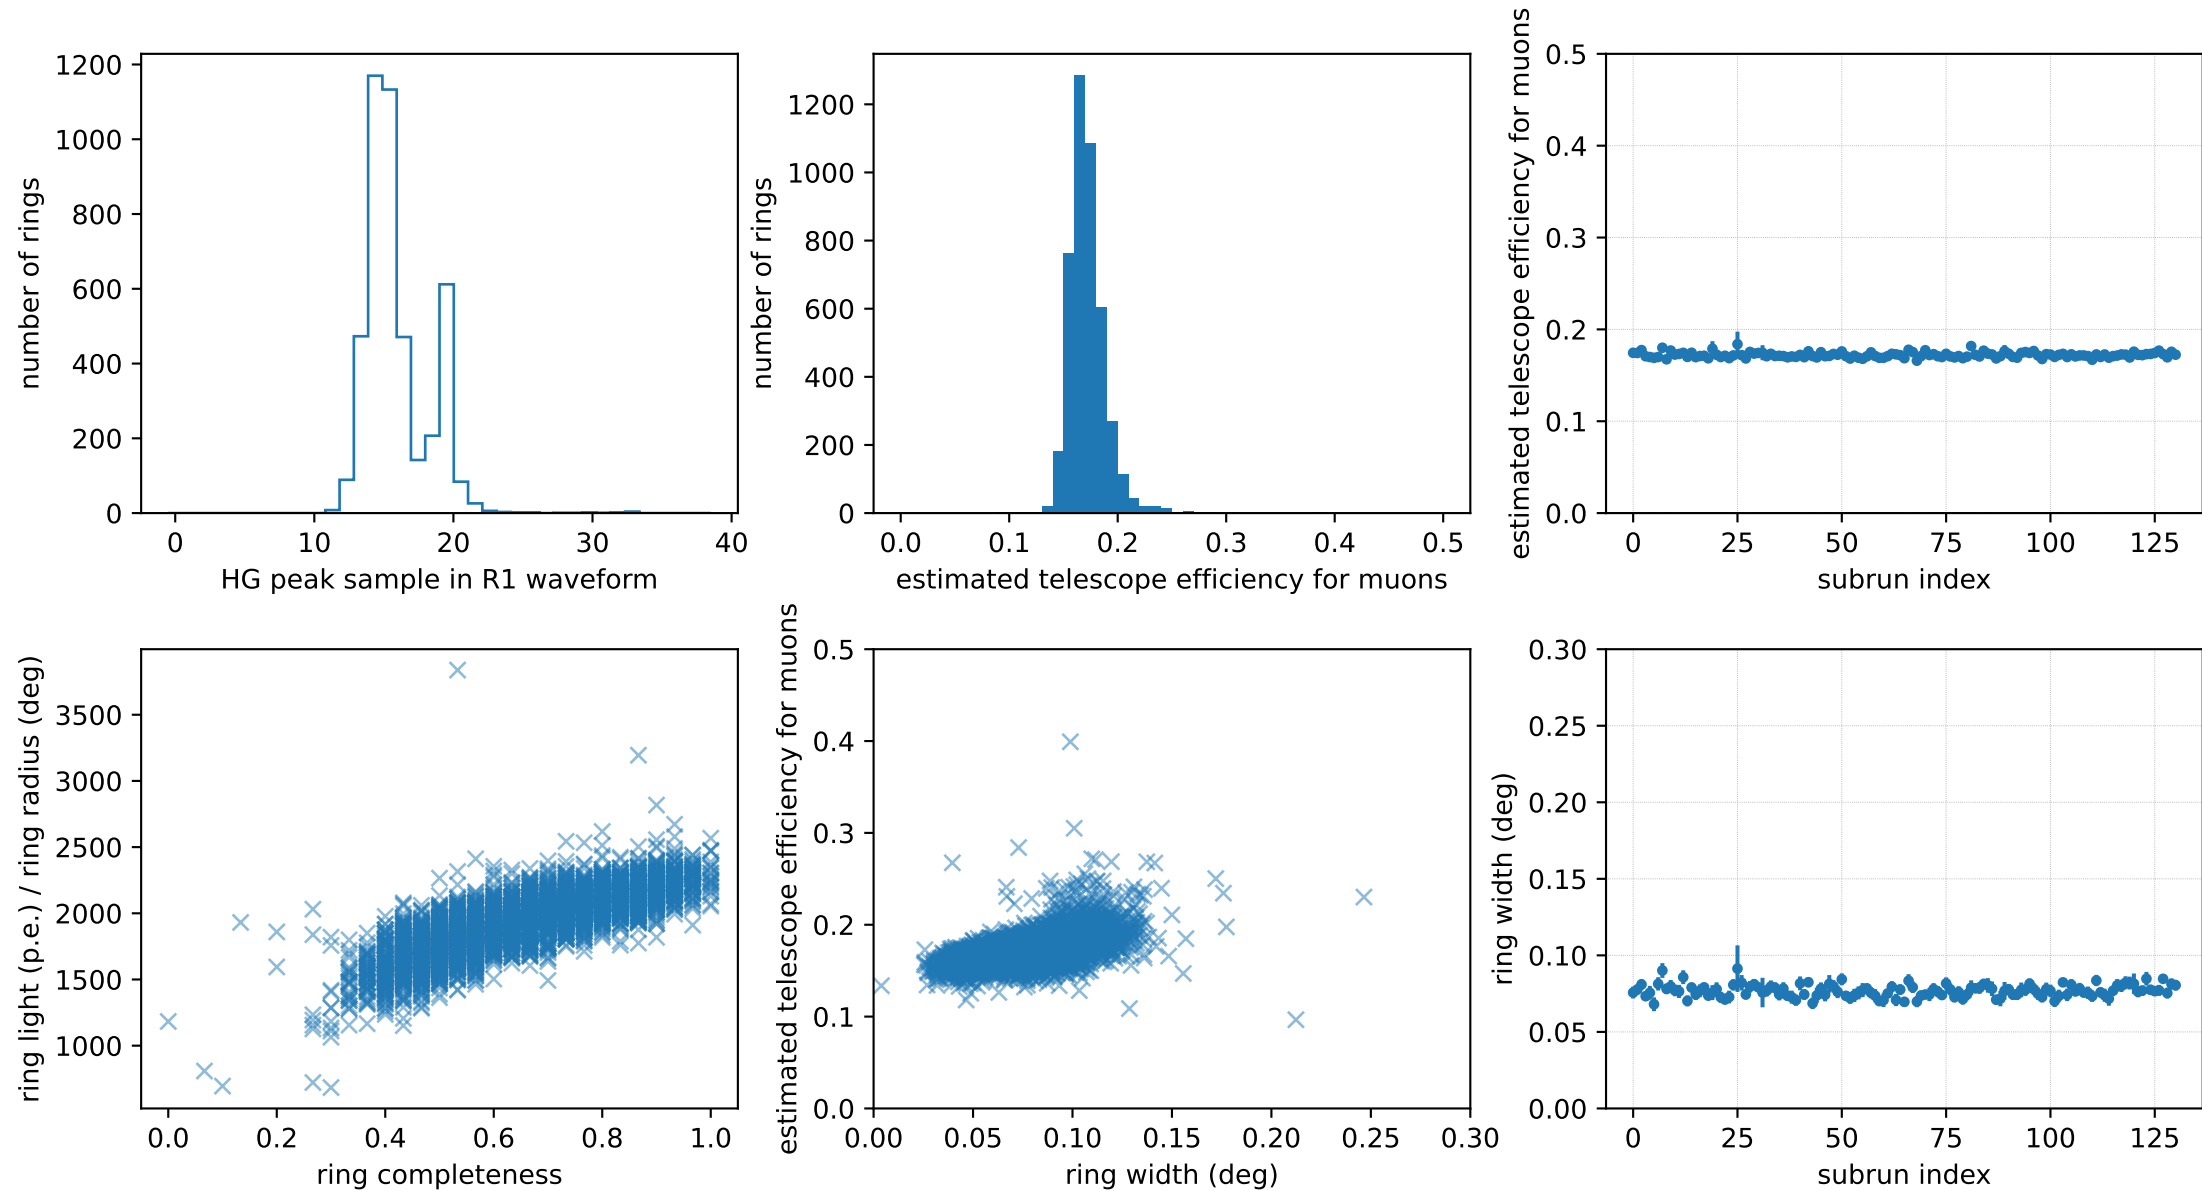 number of rings
1200
1000
800
600
400
200
0
0 10 20 30 40
HG peak sample in R1 waveform
number of rings
1200
1000
800
600
400
200
0
0.0 0.1 0.2 0.3 0.4 0.5
estimated telescope efficiency for muons
estimated telescope efficiency for muons
0.5
0.4
0.3
0.2
0.1
0.0
0 25 50 75 100 125
subrun index
ring light (p.e.) / ring radius (deg)
3500
3000
2500
2000
1500
1000
0.0 0.2 0.4 0.6 0.8 1.0
ring completeness
estimated telescope efficiency for muons
0.5
0.4
0.3
0.2
0.1
0.0
0.00 0.05 0.10 0.15 0.20 0.25 0.30
ring width (deg)
ring width (deg)
0.30
0.25
0.20
0.15
0.10
0.05
0.00
0 25 50 75 100 125
subrun index